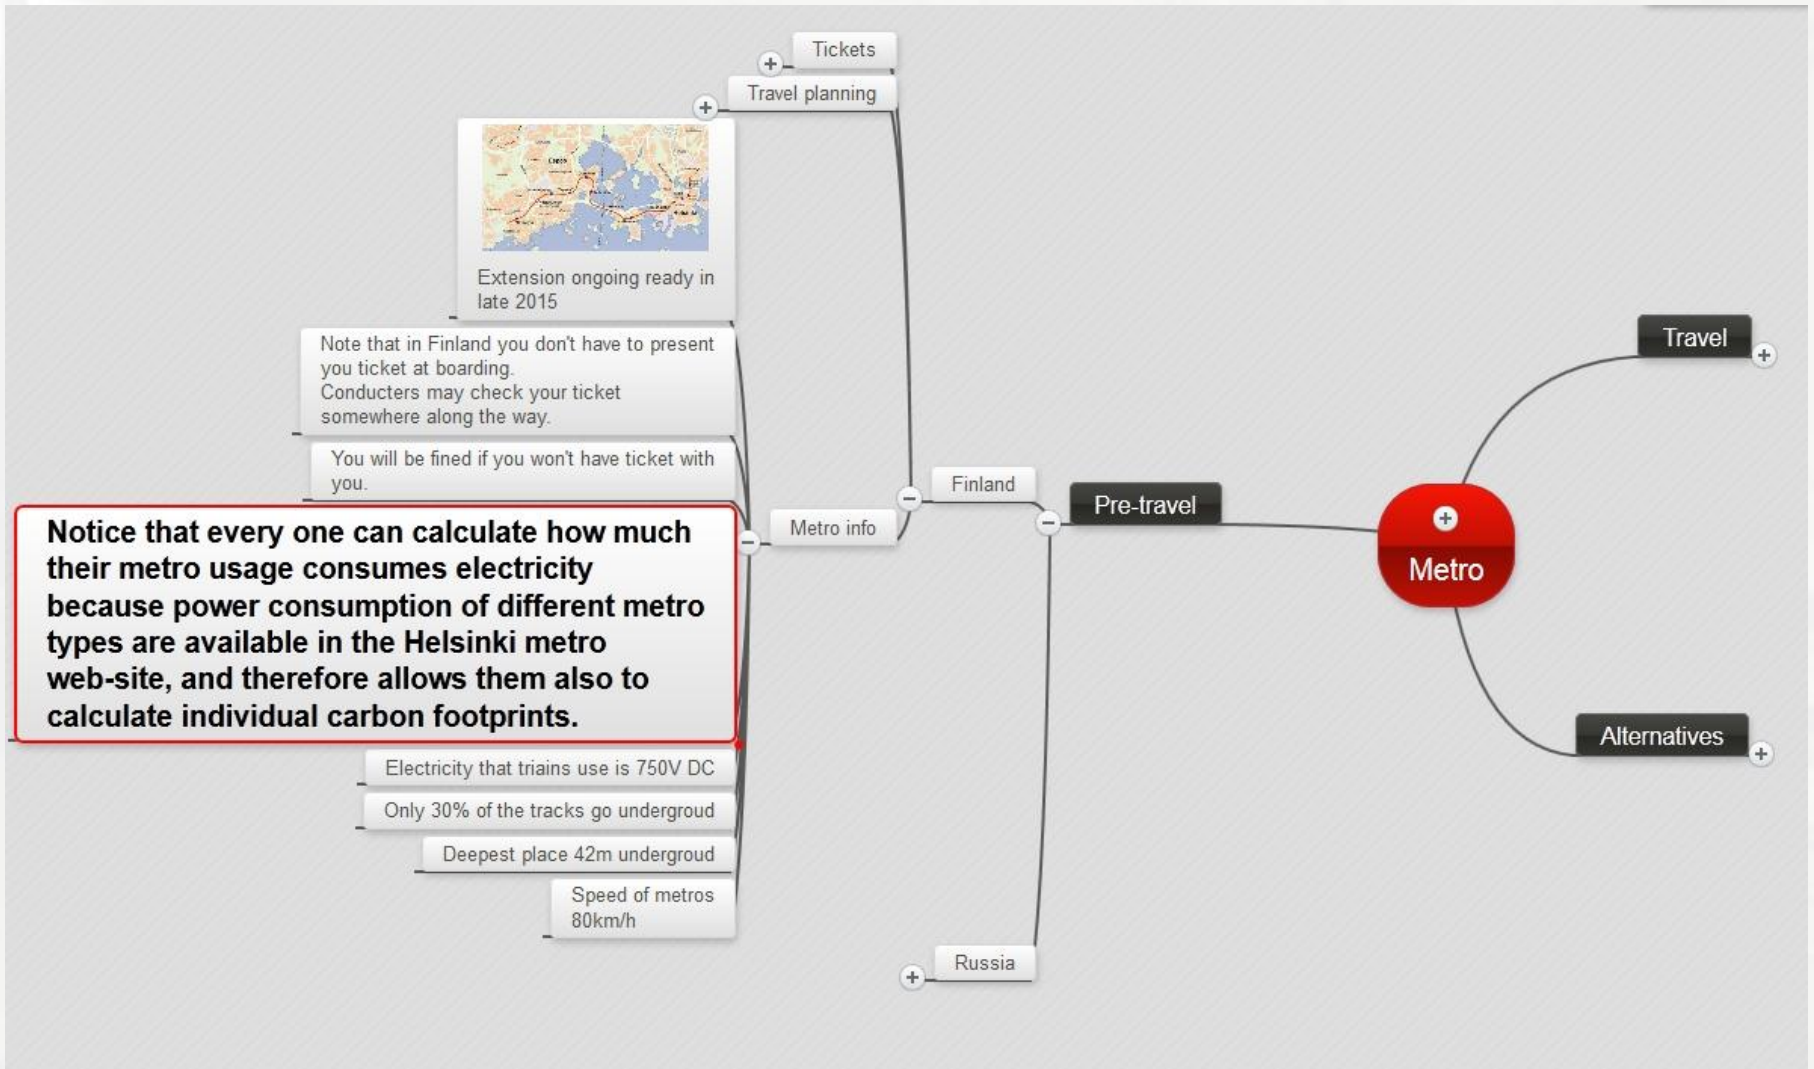 Tickets
Travel planning
Espoo
Extension ongoing ready in
late 2015
Note that in Finland you don't have to present
you ticket at boarding.
Conducters may check your ticket
somewhere along the way.
You will be fined if you won't have ticket with
you.
Notice that every one can calculate how much
their metro usage consumes electricity
because power consumption of different metro
types are available in the Helsinki metro
web-site, and therefore allows them also to
calculate individual carbon footprints.
Electricity that triains use is 750V DC
Only 30% of the tracks go undergroud
Deepest place 42m undergroud
Speed of metros
80km/h
Metro info
Finland
Russia
Pre-travel
Metro
Travel
Alternatives